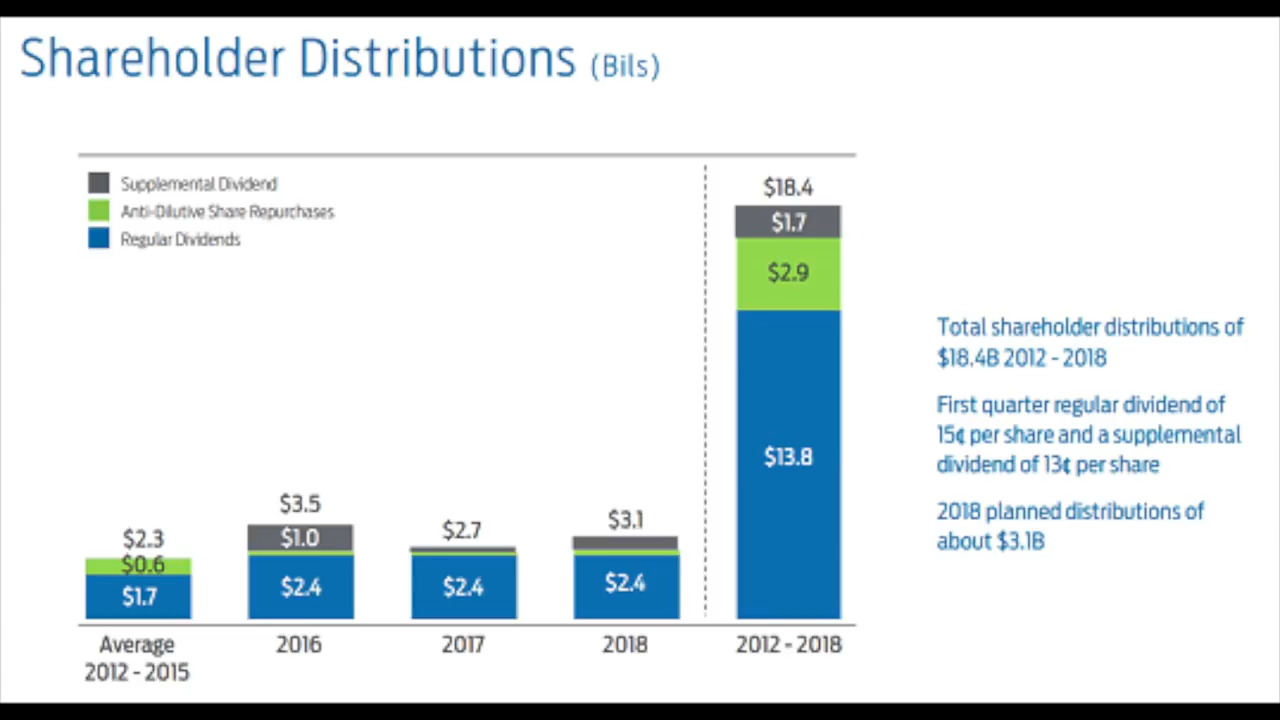 Shareholder Distributions (Bils)
Supplemental Dividend
Anti-Dilutive Share Repurchases
Regular Dividends
$2.3
$0.6
$1.7
Average
2012 - 2015
$3.5
$1.0
$2.4
2016
$2.7
$2.4
2017
$3.1
$2.4
2018
$18.4
$1.7
$2.9
$13.8
2012 - 2018
Total shareholder distributions of
$18.4B 2012 - 2018
First quarter regular dividend of
15¢ per share and a supplemental
dividend of 13¢ per share
2018 planned distributions of
about $3.1B